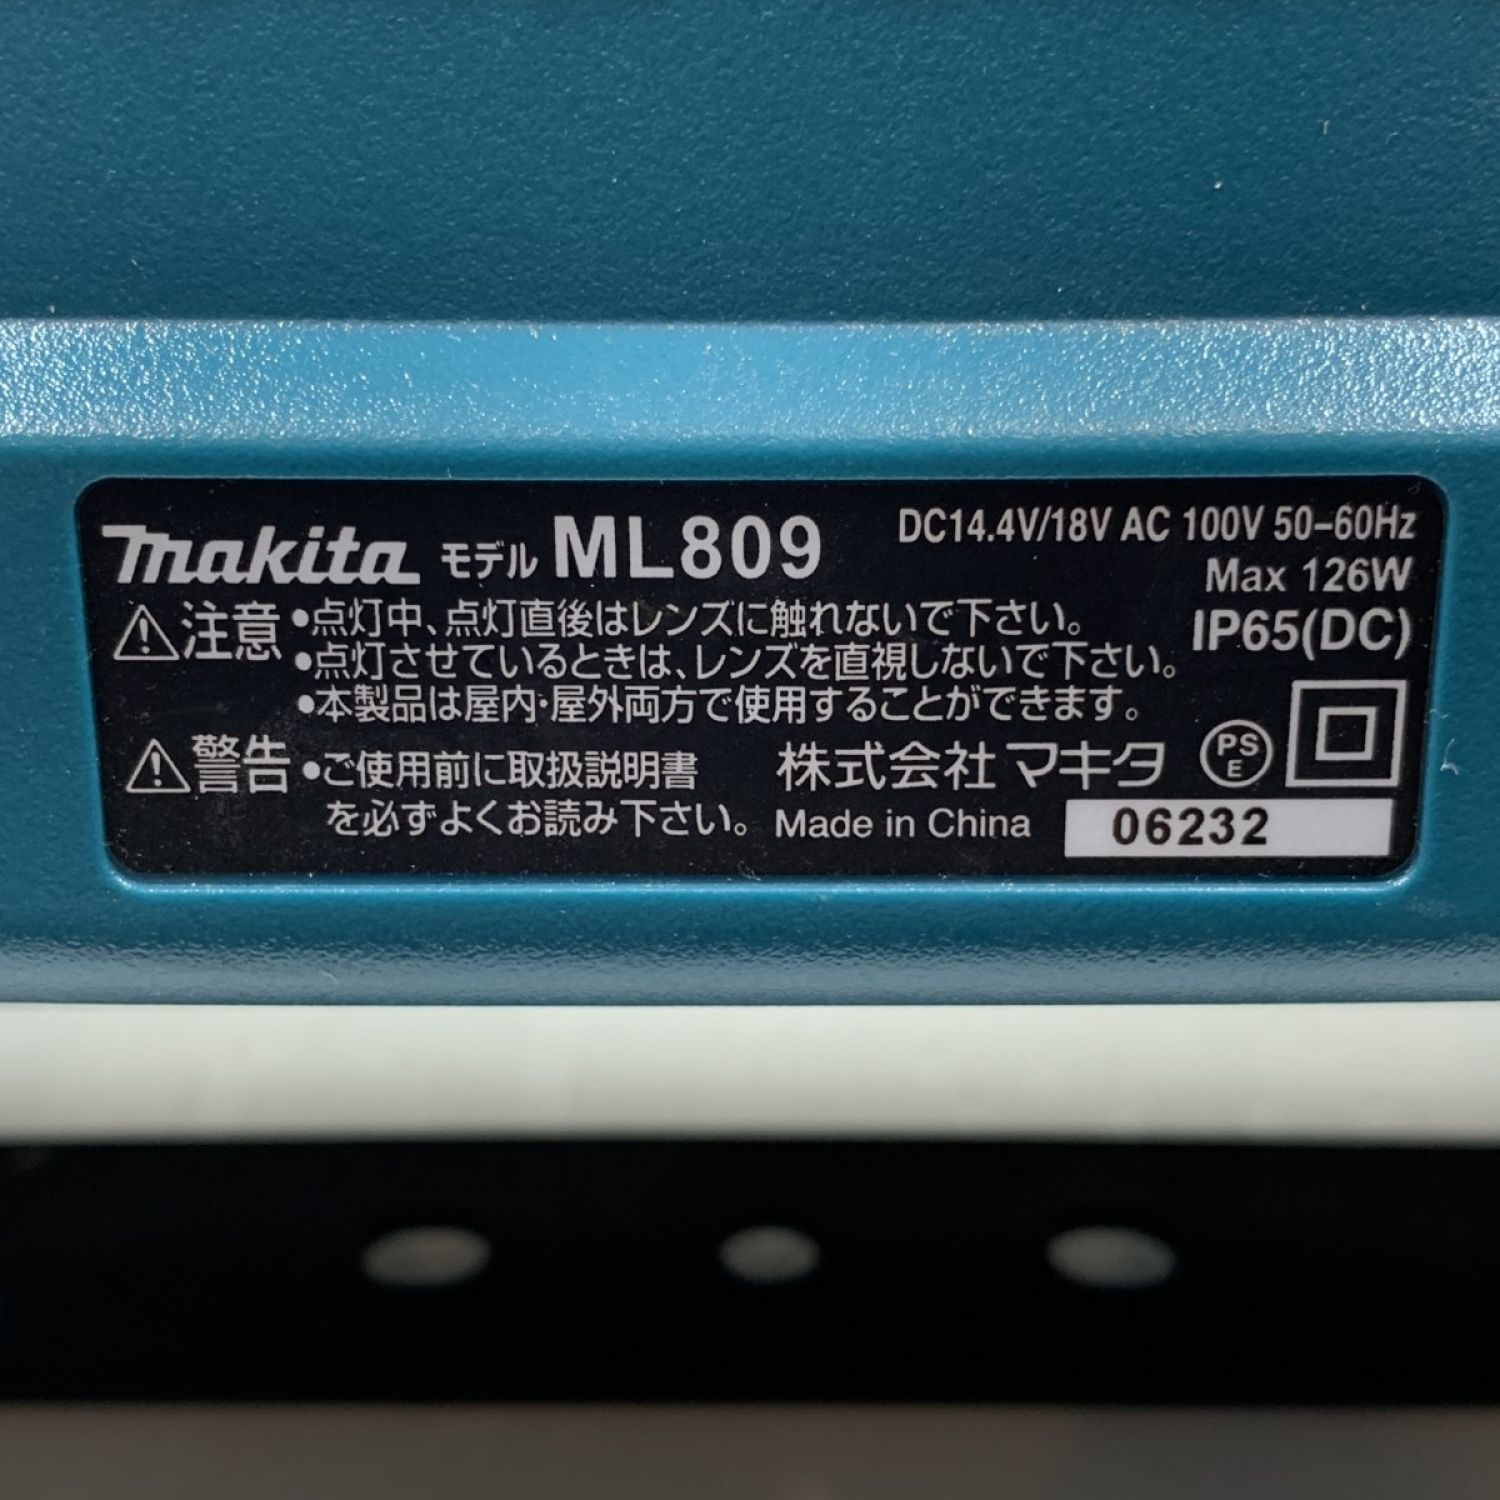 makita モデル ML809 DC14.4V/18V AC 100V 50-60Hz
Max 126W
IP65(DC)
⚠注意 ●点灯中、点灯直後はレンズに触れないで下さい。
●点灯させているときは、レンズを直視しないで下さい。
●本製品は屋内・屋外両方で使用することができます。
⚠警告 ●ご使用前に取扱説明書
を必ずよくお読み下さい。
株式会社マキタ
PS
E
Made in China 06232